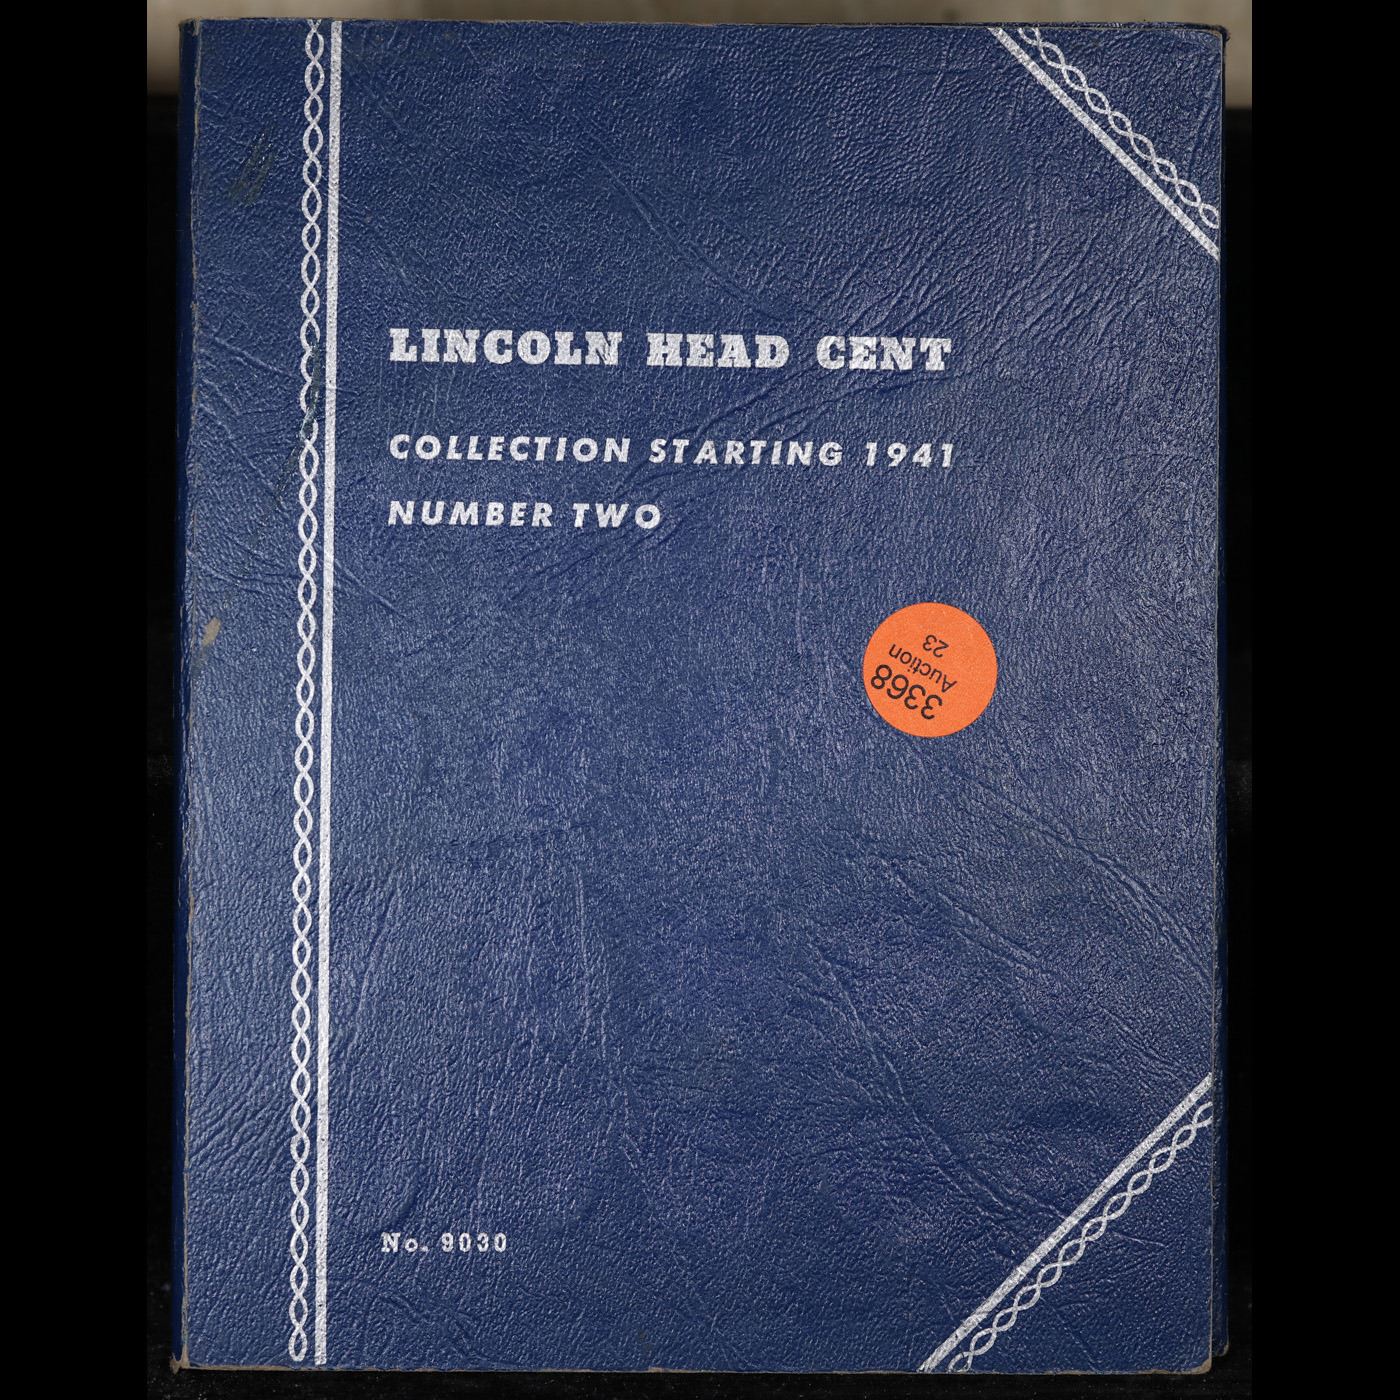 LINCOLN HEAD CENT
COLLECTION STARTING 1941
NUMBER TWO
3368
Auction
23
No. 9030